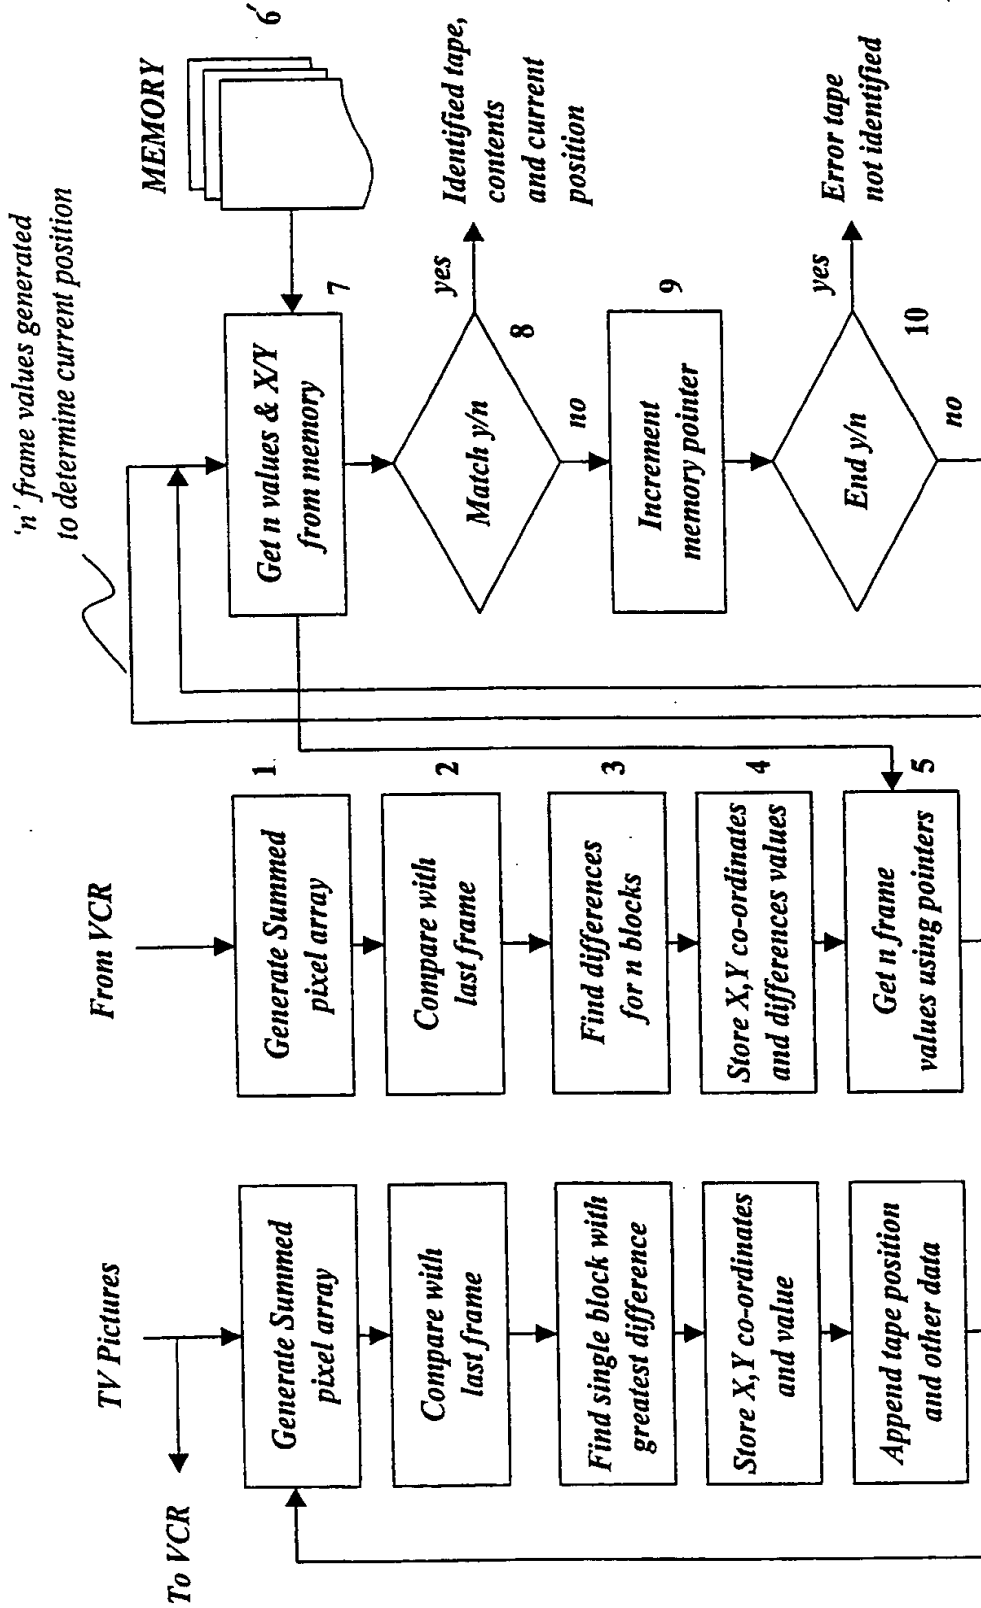 TV Pictures
To VCR
Generate Summed
pixel array
Compare with
last frame
Find single block with
greatest difference
Store X,Y co-ordinates
and value
Append tape position
and other data
From VCR
Generate Summed
pixel array
1
Compare with
last frame
2
Find differences
for n blocks
3
Store X,Y co-ordinates
and differences values
4
Get n frame
values using pointers
5
'n' frame values generated
to determine current position
MEMORY
6'
Get n values & X/Y
from memory
7
Match y/n
8
yes
Identified tape,
contents
and current
position
no
Increment
memory pointer
9
End y/n
10
yes
Error tape
not identified
no